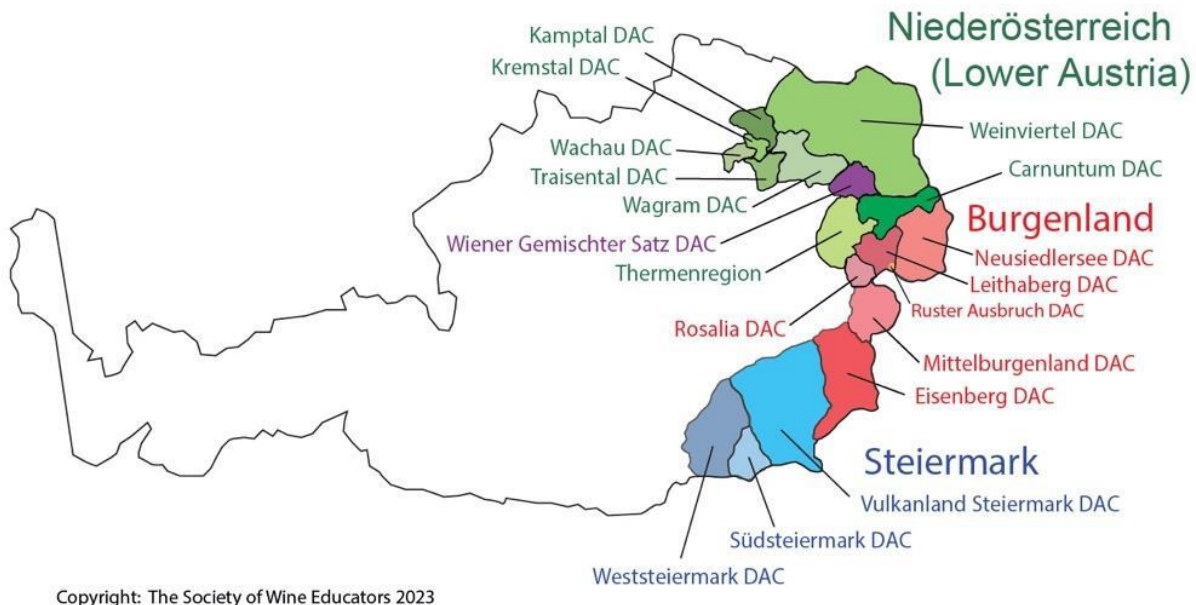 Niederösterreich
(Lower Austria)
Kamptal DAC
Kremstal DAC
Weinviertel DAC
Wachau DAC
Carnuntum DAC
Traisental DAC
Wagram DAC
Burgenland
Wiener Gemischter Satz DAC
Neusiedlersee DAC
Thermenregion
Leithaberg DAC
Ruster Ausbruch DAC
Rosalia DAC
Mittelburgenland DAC
Eisenberg DAC
Steiermark
Vulkanland Steiermark DAC
Südsteiermark DAC
Weststeiermark DAC
Copyright: The Society of Wine Educators 2023